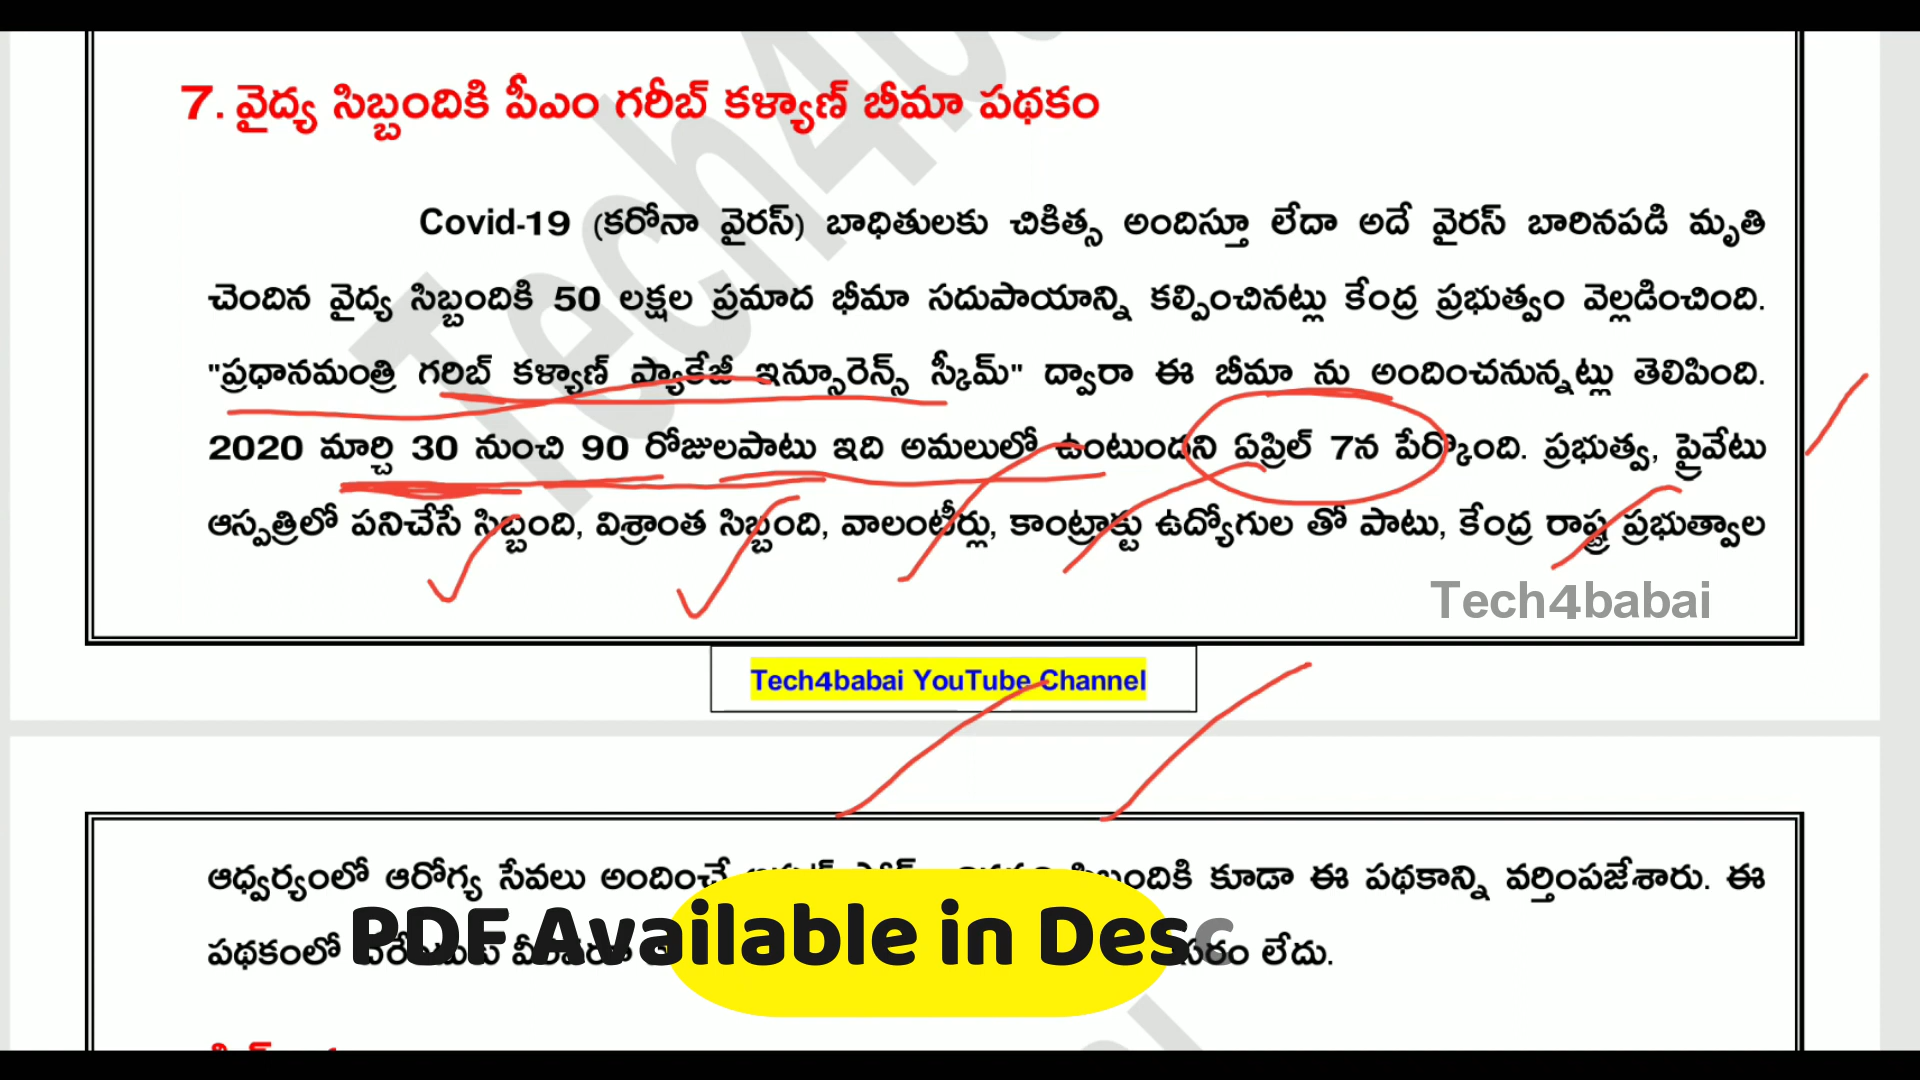 7. వైద్య సిబ్బందికి పీఎం గరీబ్ కళ్యాణ్ బీమా పథకం
Covid-19 (కరోనా వైరస్) బాధితులకు చికిత్స అందిస్తూ లేదా అదే వైరస్ బారినపడి మృతి
చెందిన వైద్య సిబ్బందికి 50 లక్షల ప్రమాద భీమా సదుపాయాన్ని కల్పించినట్లు కేంద్ర ప్రభుత్వం వెల్లడించింది.
"ప్రధానమంత్రి గరిబ్ కళ్యాణ్ ప్యాకేజీ ఇన్సూరెన్స్ స్కీమ్" ద్వారా ఈ బీమా ను అందించనున్నట్లు తెలిపింది.
2020 మార్చి 30 నుంచి 90 రోజులపాటు ఇది అమలులో ఉంటుందని ఏప్రిల్ 7న పేర్కొంది. ప్రభుత్వ, ప్రైవేటు
ఆస్పత్రిలో పనిచేసే సిబ్బంది, విశ్రాంత సిబ్బంది, వాలంటీర్లు, కాంట్రాక్టు ఉద్యోగుల తో పాటు, కేంద్ర రాష్ట్ర ప్రభుత్వాల
Tech4babai
Tech4babai YouTube Channel
ఆధ్వర్యంలో ఆరోగ్య సేవలు అందించే కూడా ఈ పథకాన్ని వర్తింపజేశారు. ఈ
పథకంలో లేదు.
PDF Available in Desc